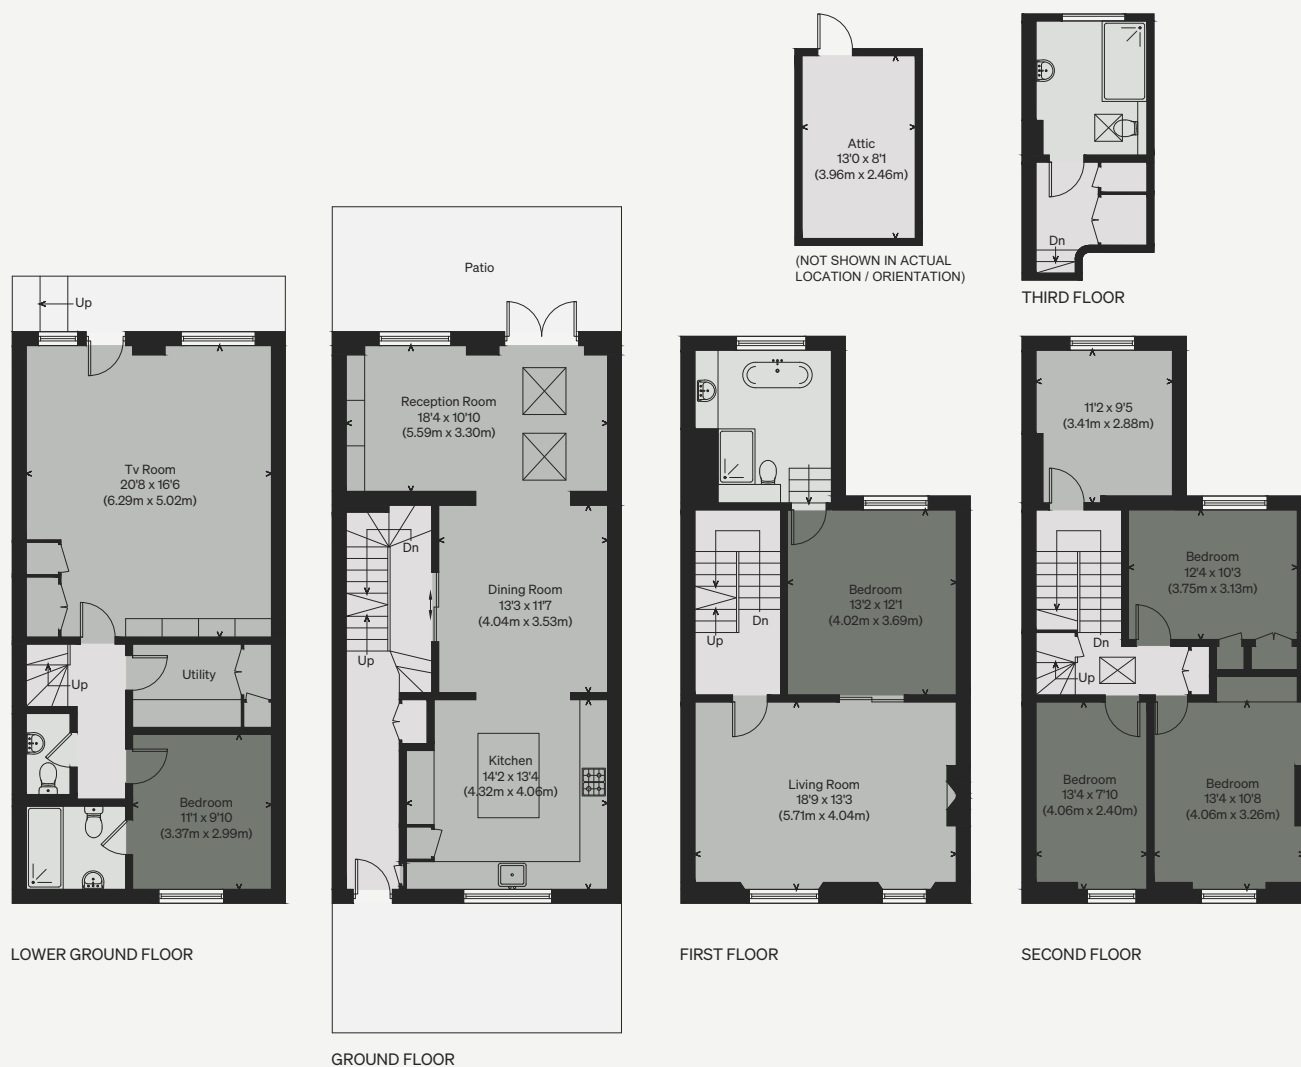 Attic
13'0 x 8'1
(3.96m x 2.46m)
(NOT SHOWN IN ACTUAL
LOCATION / ORIENTATION)
Dn
THIRD FLOOR
Up
Tv Room
20'8 x 16'6
(6.29m x 5.02m)
Up
Utility
Bedroom
11'1 x 9'10
(3.37m x 2.99m)
LOWER GROUND FLOOR
Patio
Reception Room
18'4 x 10'10
(5.59m x 3.30m)
Dn
Dining Room
13'3 x 11'7
(4.04m x 3.53m)
Up
Kitchen
14'2 x 13'4
(4.32m x 4.06m)
GROUND FLOOR
Bedroom
13'2 x 12'1
(4.02m x 3.69m)
Dn
Up
Living Room
18'9 x 13'3
(5.71m x 4.04m)
FIRST FLOOR
11'2 x 9'5
(3.41m x 2.88m)
Bedroom
12'4 x 10'3
(3.75m x 3.13m)
Dn
Up
Bedroom
13'4 x 7'10
(4.06m x 2.40m)
Bedroom
13'4 x 10'8
(4.06m x 3.26m)
SECOND FLOOR